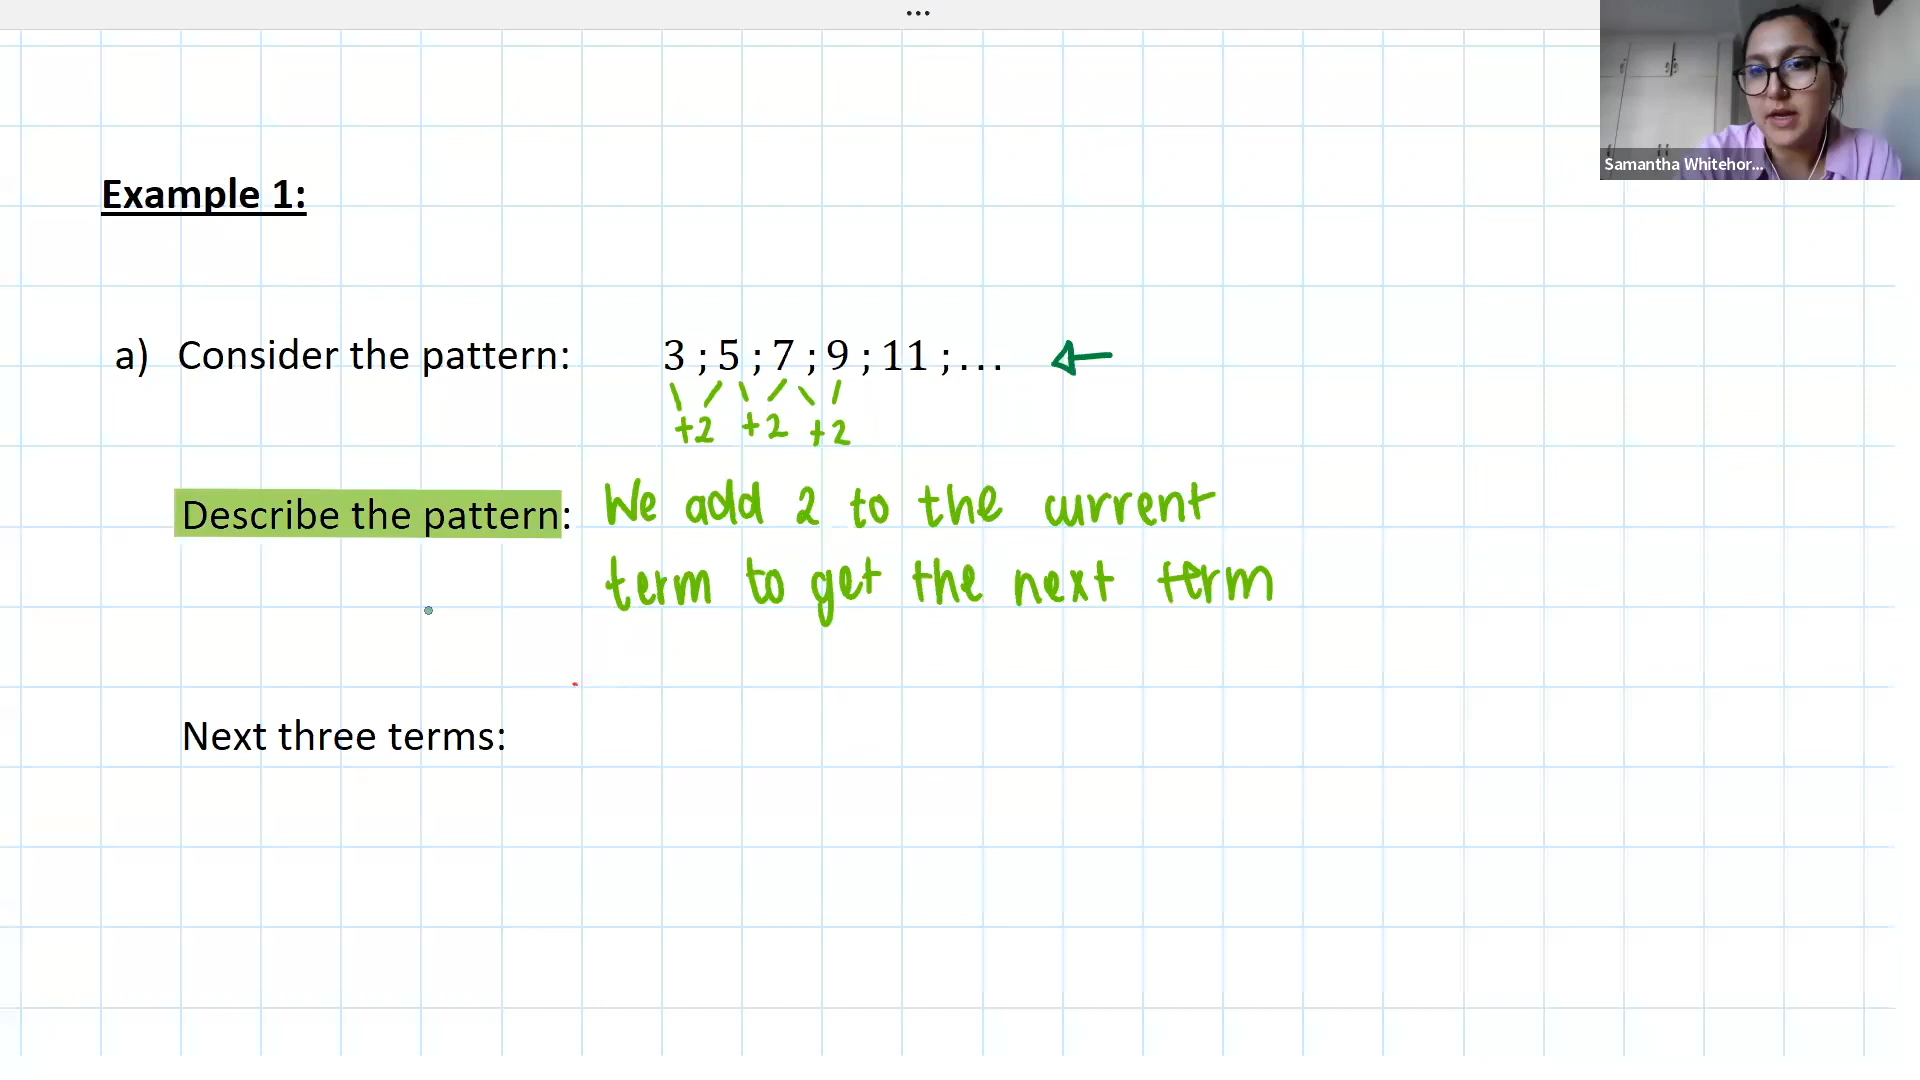 ...
Samantha Whitehor...
Example 1:
a) Consider the pattern: 3 ; 5 ; 7 ; 9 ; 11 ; ...
+2 +2 +2
Describe the pattern: We add 2 to the current
term to get the next term
Next three terms: